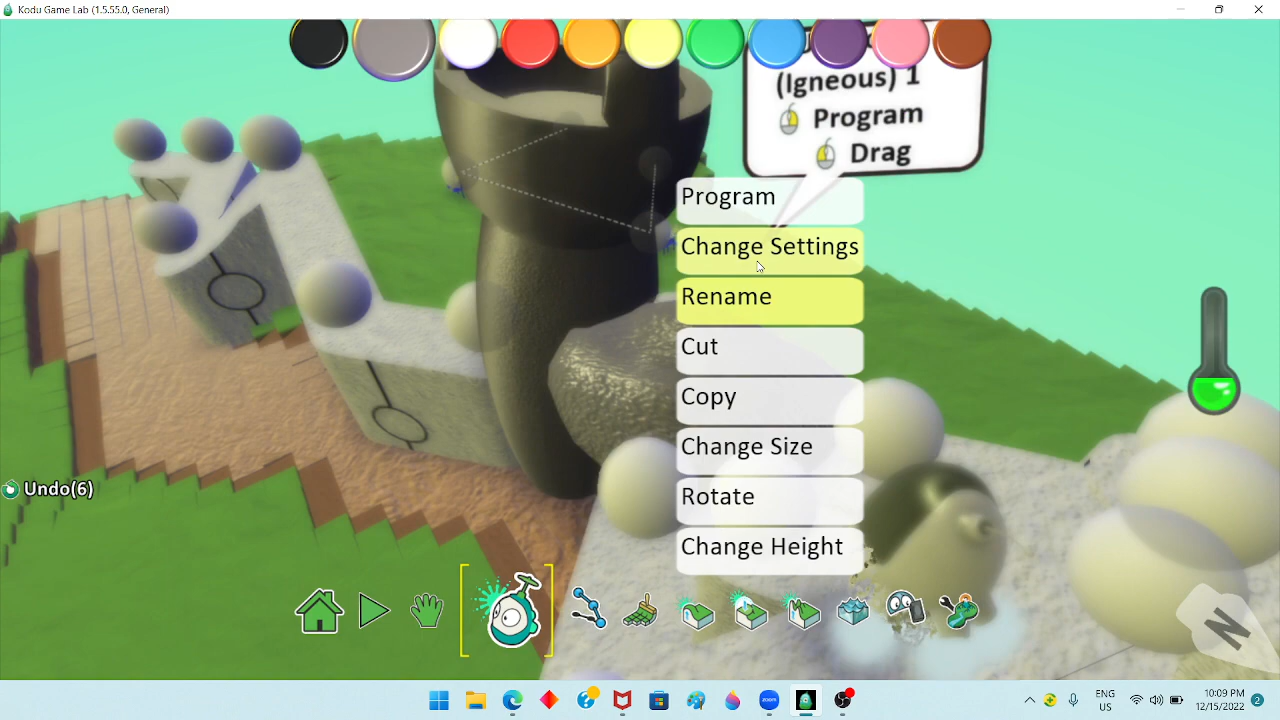 Kodu Game Lab (1.5.55.0, General)
(Igneous) 1
Program
Drag
Program
Change Settings
Rename
Cut
Copy
Change Size
Rotate
Change Height
Undo(6)
N
ENG
US
10:09 PM
12/15/2022
2